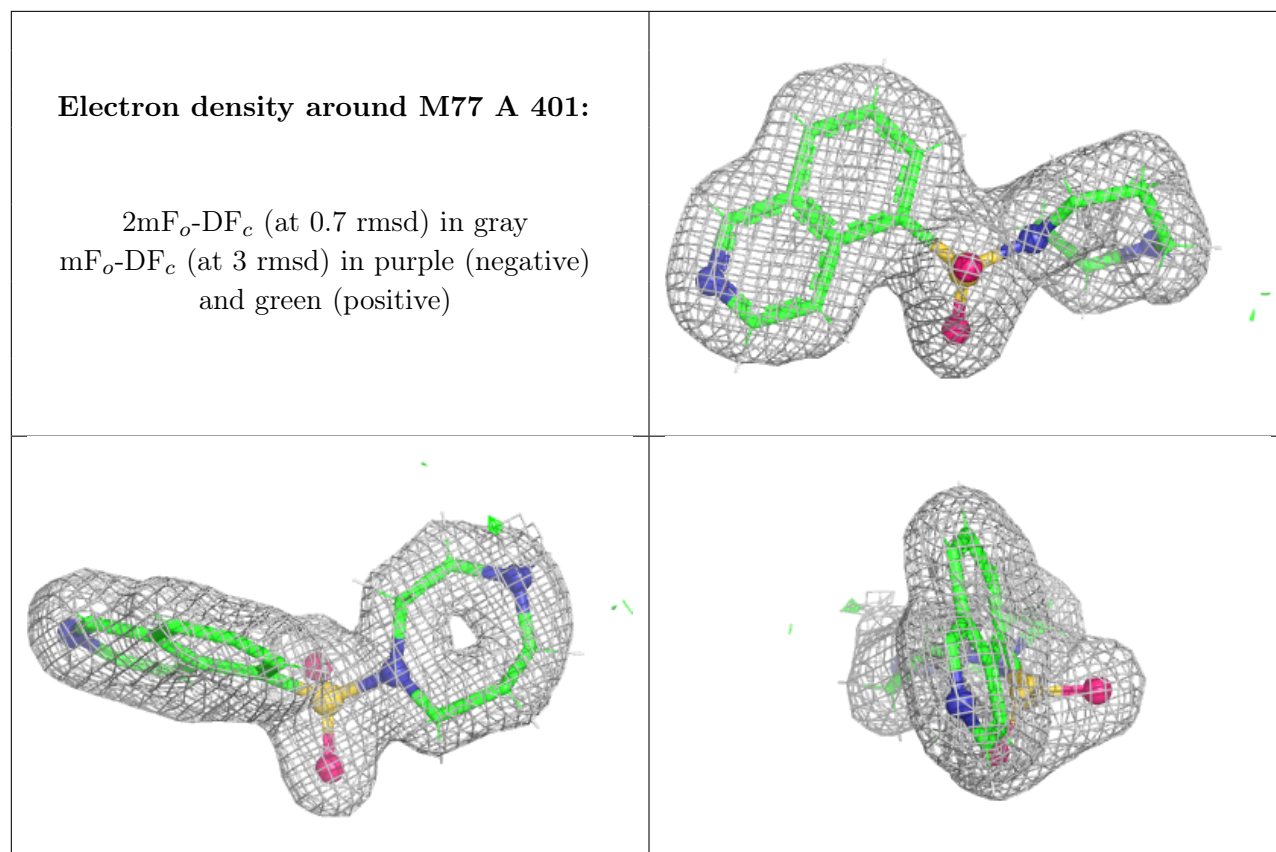 Electron density around M77 A 401:
2mFo-DFc (at 0.7 rmsd) in gray
mFo-DFc (at 3 rmsd) in purple (negative)
and green (positive)